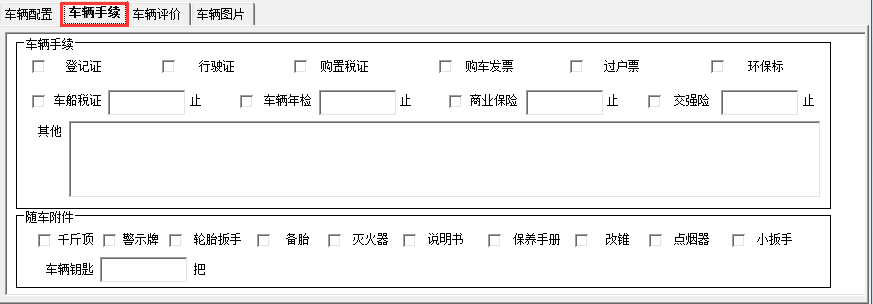 车辆配置 车辆手续 车辆评价 车辆图片
车辆手续
登记证 行驶证 购置税证 购车发票 过户票 环保标
车船税证 止 车辆年检 止 商业保险 止 交强险 止
其他
随车附件
千斤顶 警示牌 轮胎扳手 备胎 灭火器 说明书 保养手册 改锥 点烟器 小扳手
车辆钥匙 把